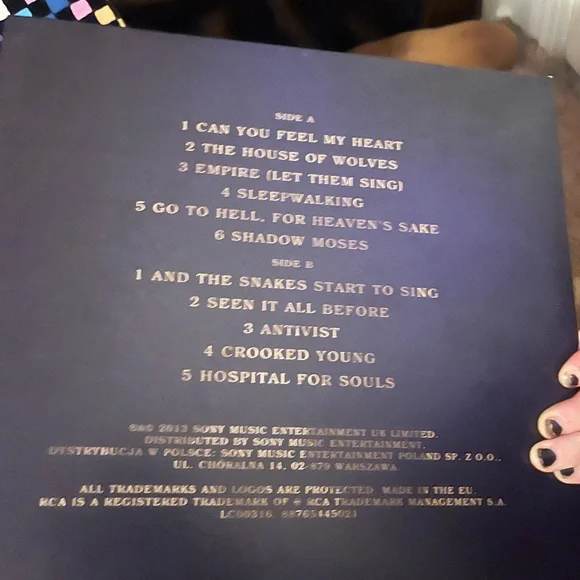 SIDE A
1 CAN YOU FEEL MY HEART
2 THE HOUSE OF WOLVES
3 EMPIRE (LET THEM SING)
4 SLEEPWALKING
5 GO TO HELL, FOR HEAVEN'S SAKE
6 SHADOW MOSES
SIDE B
1 AND THE SNAKES START TO SING
2 SEEN IT ALL BEFORE
3 ANTIVIST
4 CROOKED YOUNG
5 HOSPITAL FOR SOULS
℗© 2013 SONY MUSIC ENTERTAINMENT UK LIMITED.
DISTRIBUTED BY SONY MUSIC ENTERTAINMENT.
DYSTRYBUCJA W POLSCE: SONY MUSIC ENTERTAINMENT POLAND SP. Z O.O.,
UL. CHÓRALNA 14, 02-879 WARSZAWA.
ALL TRADEMARKS AND LOGOS ARE PROTECTED. MADE IN THE EU.
RCA IS A REGISTERED TRADEMARK OF ® RCA TRADEMARK MANAGEMENT S.A.
LC00316. 88765445021